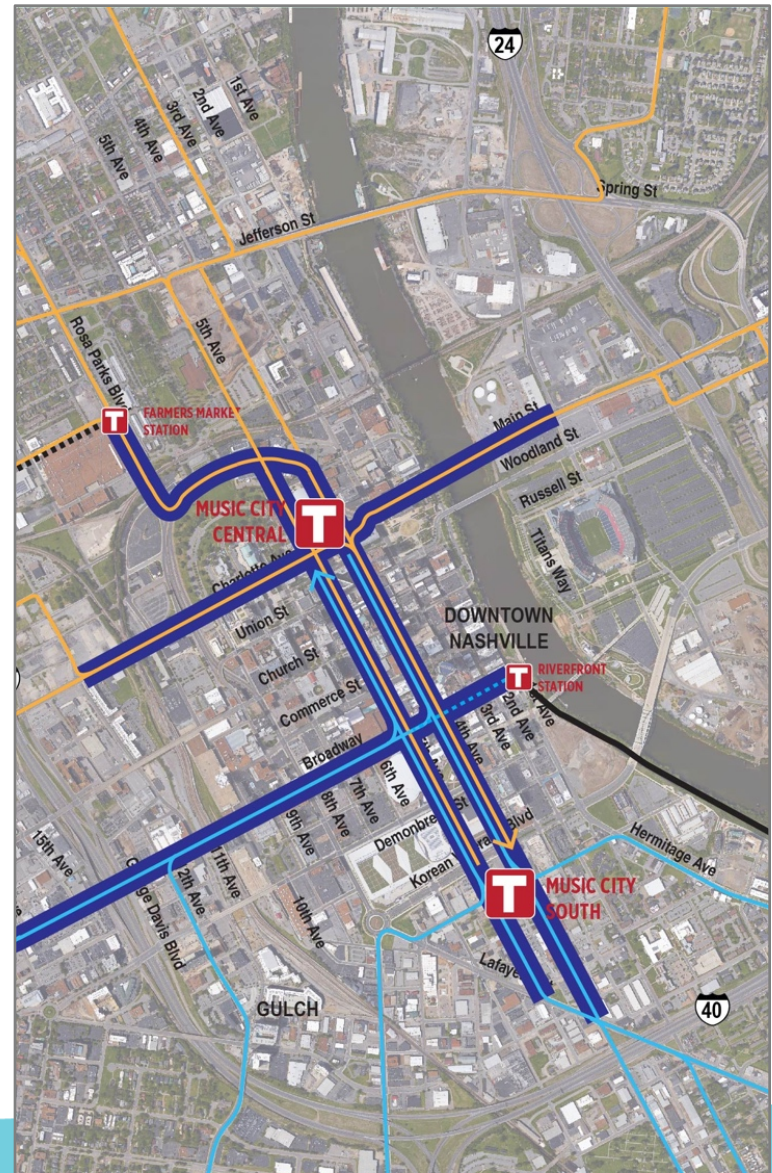 24
1st Ave
2nd Ave
3rd Ave
4th Ave
5th Ave
Spring St
Jefferson St
5th Ave
Rosa Parks Blvd
T
FARMERS MARKET
STATION
Main St
Woodland St
Russell St
Titans Way
MUSIC CITY
CENTRAL
T
Charlotte Ave
Union St
Church St
Commerce St
Broadway
DOWNTOWN
NASHVILLE
T
RIVERFRONT
STATION
2nd Ave
3rd Ave
4th Ave
6th Ave
7th Ave
8th Ave
9th Ave
10th Ave
11th Ave
15th Ave
Hermitage Ave
T
MUSIC CITY
SOUTH
GULCH
40